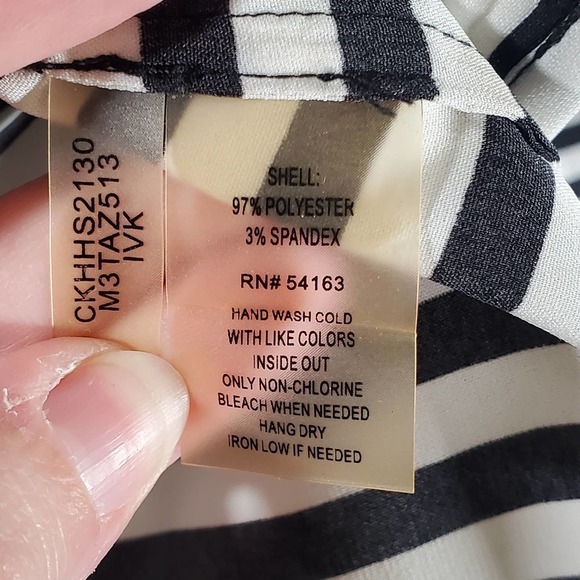 CKHHS2130
M3TAZ513
IVK
SHELL:
97% POLYESTER
3% SPANDEX
RN# 54163
HAND WASH COLD
WITH LIKE COLORS
INSIDE OUT
ONLY NON-CHLORINE
BLEACH WHEN NEEDED
HANG DRY
IRON LOW IF NEEDED